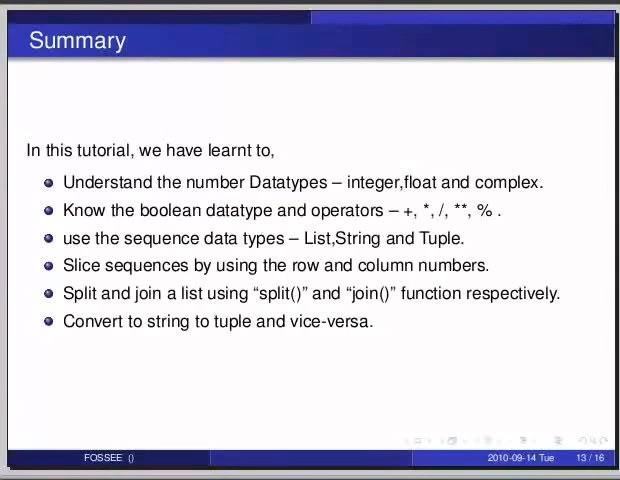 Summary
In this tutorial, we have learnt to,
Understand the number Datatypes – integer,float and complex.
Know the boolean datatype and operators – +, *, /, **, % .
use the sequence data types – List,String and Tuple.
Slice sequences by using the row and column numbers.
Split and join a list using “split()” and “join()” function respectively.
Convert to string to tuple and vice-versa.
FOSSEE () 2010-09-14 Tue 13 / 16